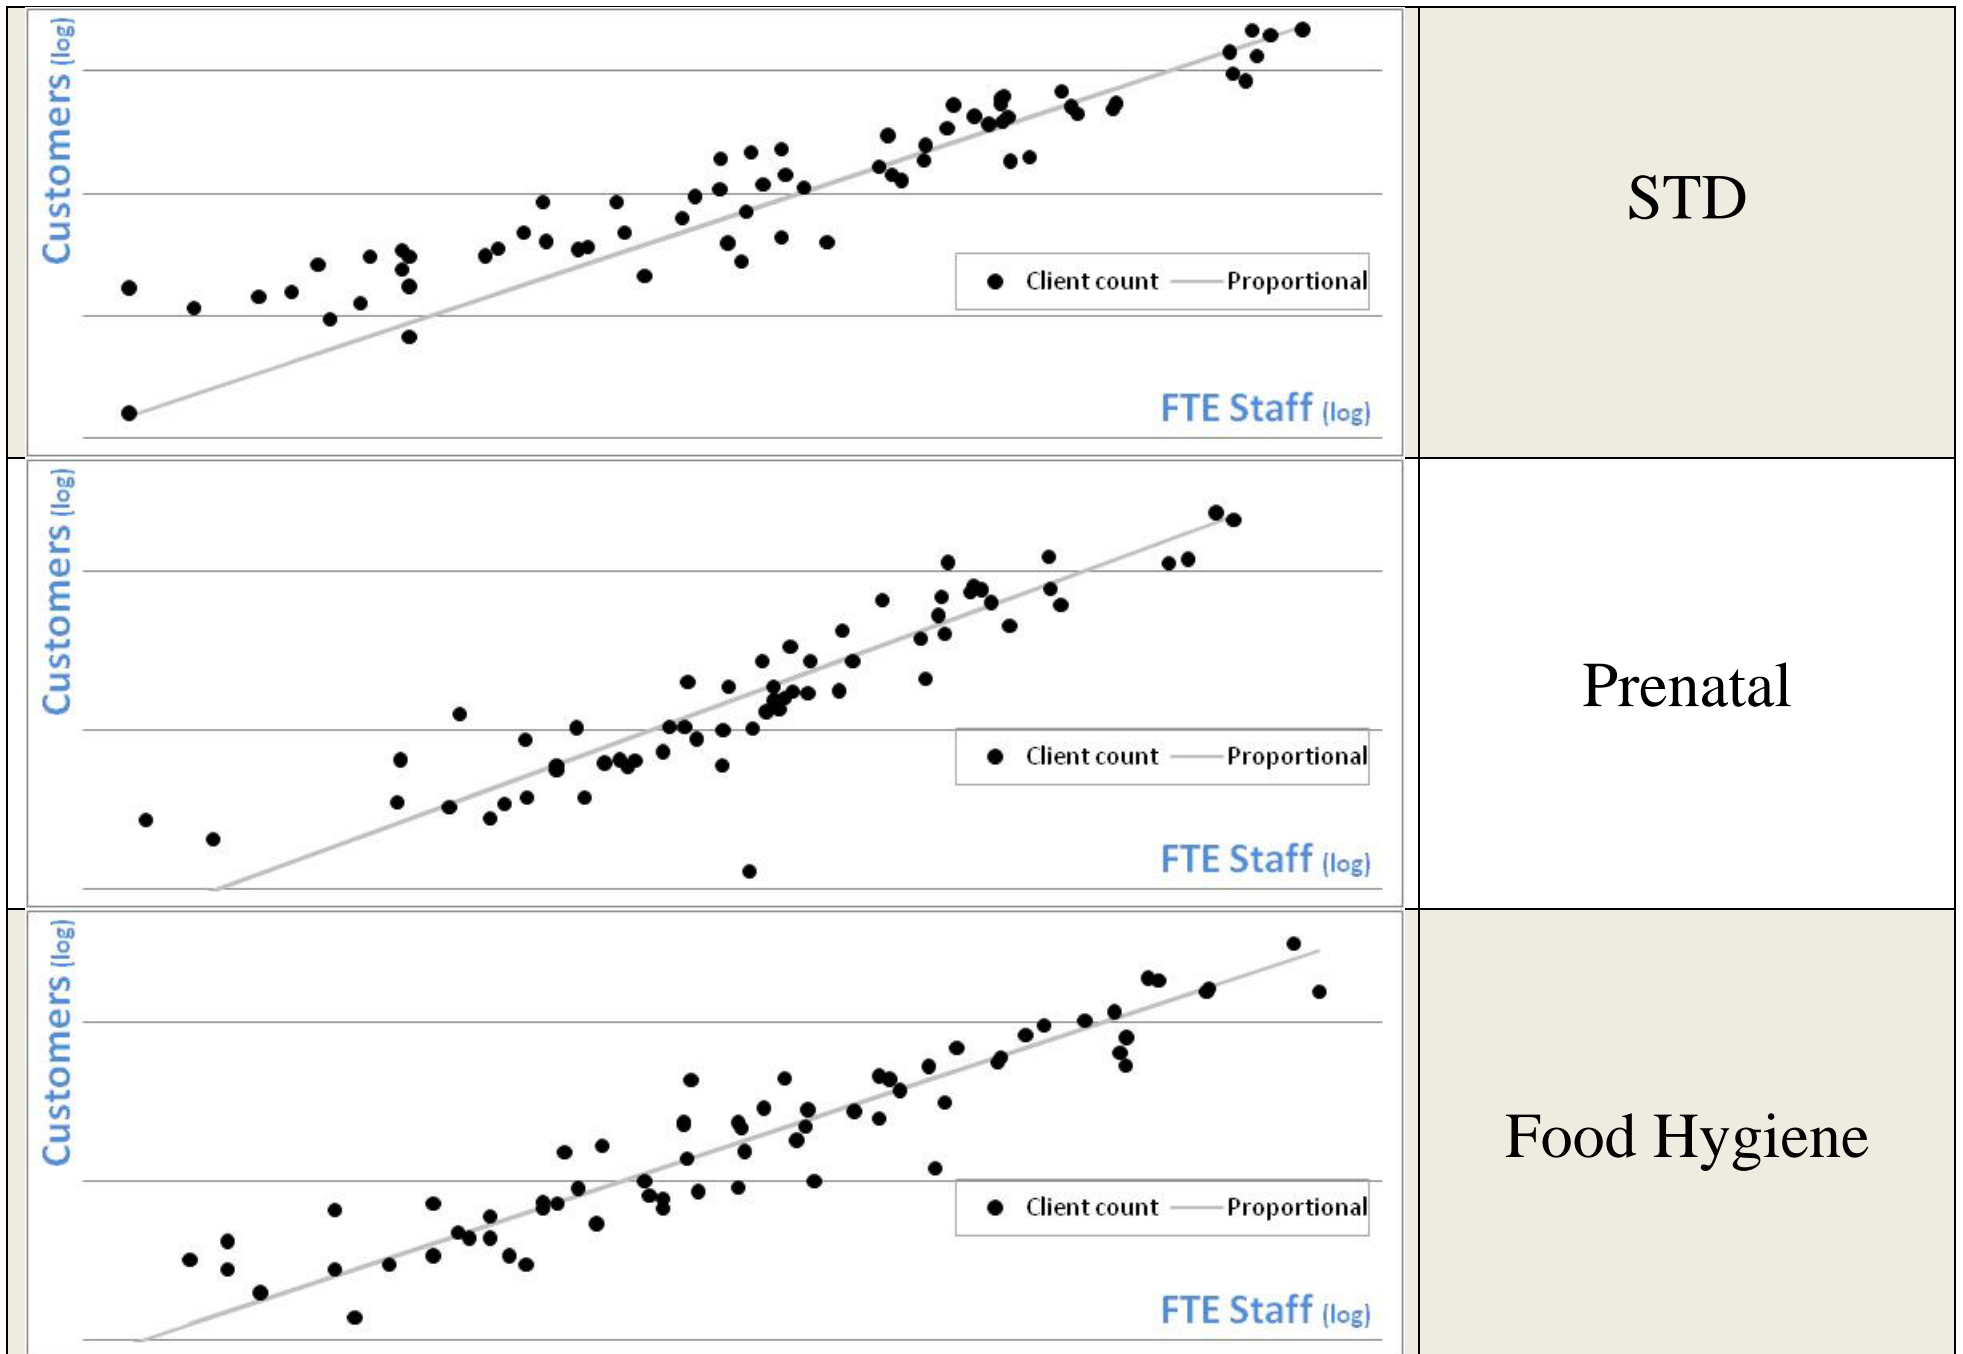 Customers (log)
Client count
Proportional
FTE Staff (log)
STD
Customers (log)
Client count
Proportional
FTE Staff (log)
Prenatal
Customers (log)
Client count
Proportional
FTE Staff (log)
Food Hygiene